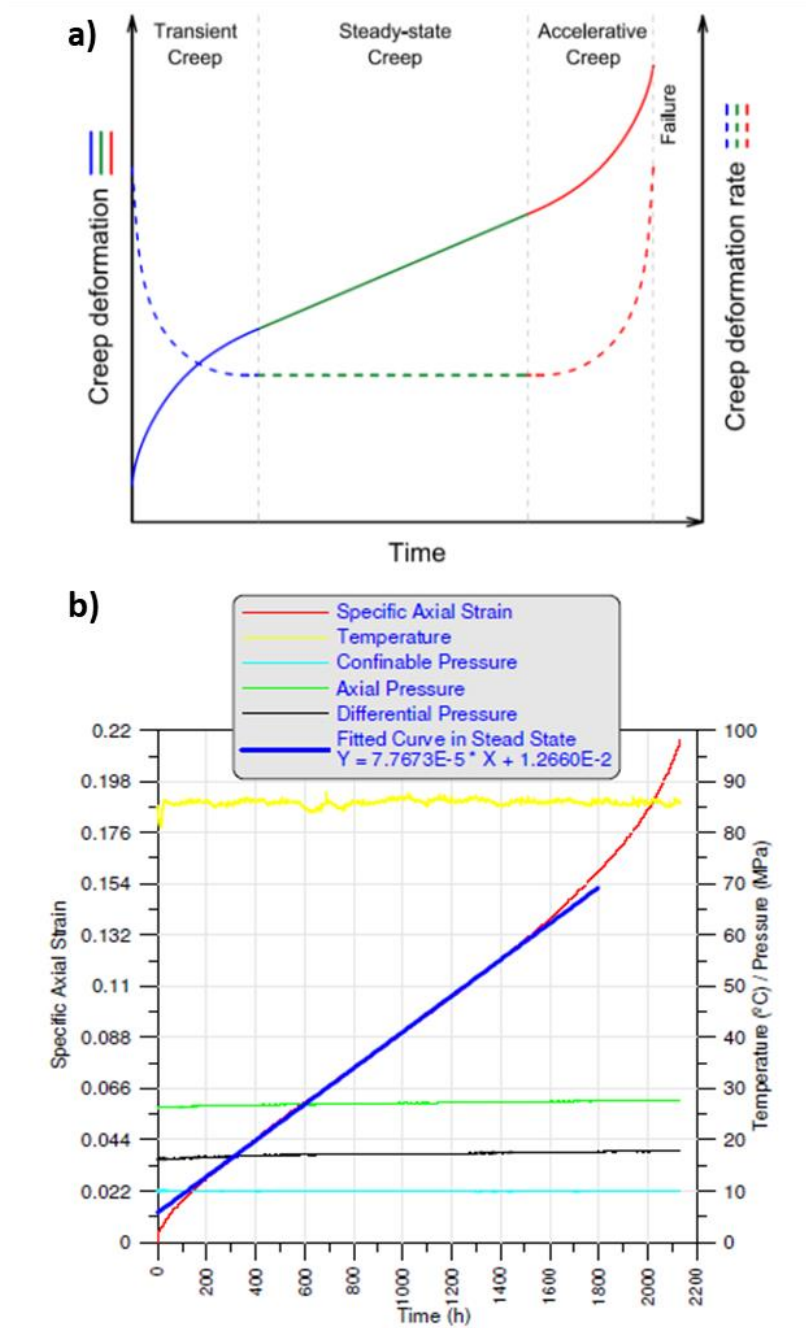 a)
Transient
Creep
Steady-state
Creep
Accelerative
Creep
Creep deformation
Failure
Creep deformation rate
Time
b)
Specific Axial Strain
Temperature
Confinable Pressure
Axial Pressure
Differential Pressure
Fitted Curve in Stead State
Y = 7.7673E-5 * X + 1.2660E-2
0.22
0.198
0.176
0.154
0.132
0.11
0.088
0.066
0.044
0.022
0
Specific Axial Strain
100
90
80
70
60
50
40
30
20
10
0
Temperature (ºC) / Pressure (MPa)
0
200
400
600
800
1000
1200
1400
1600
1800
2000
2200
Time (h)